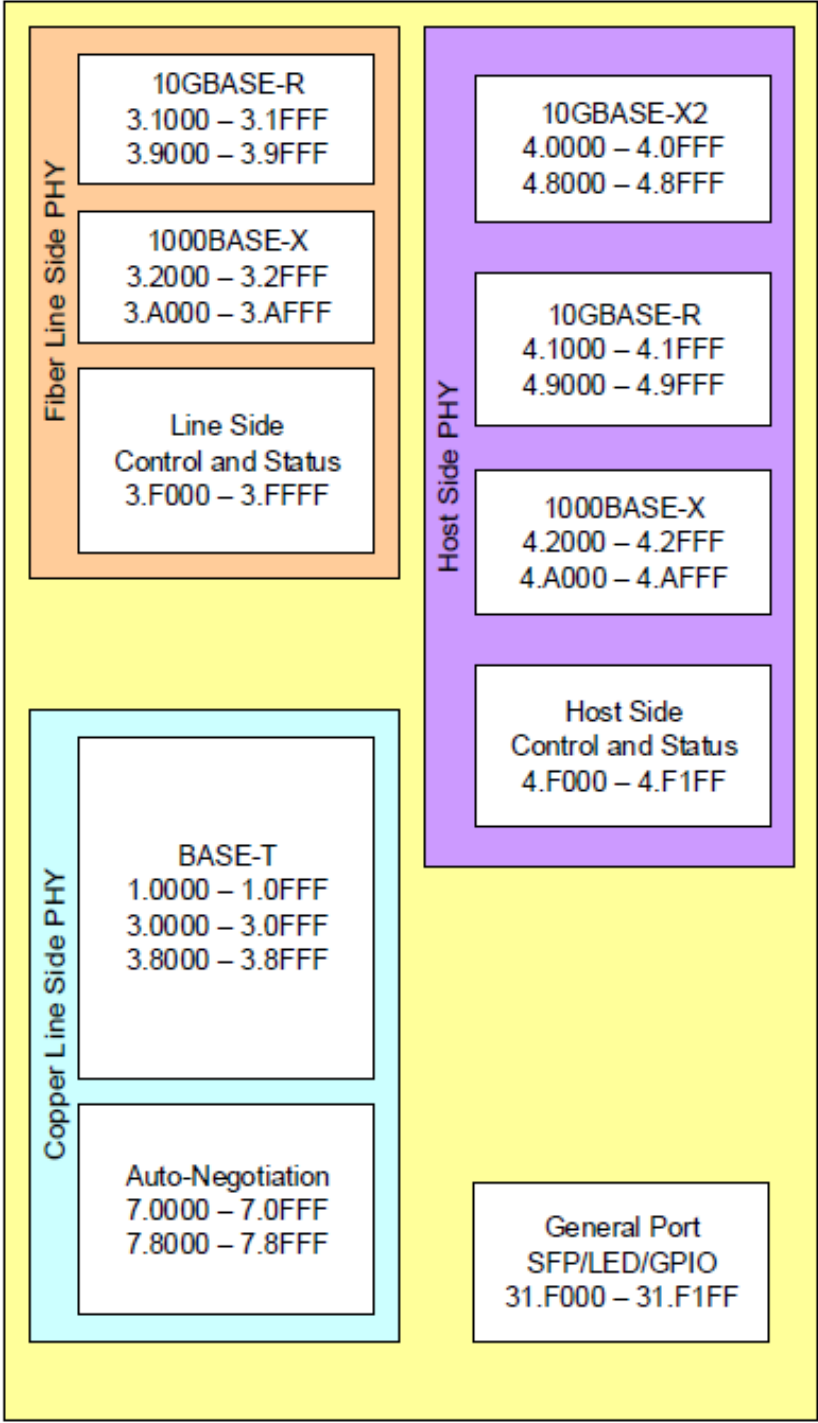 Fiber Line Side PHY
10GBASE-R
3.1000 – 3.1FFF
3.9000 – 3.9FFF
1000BASE-X
3.2000 – 3.2FFF
3.A000 – 3.AFFF
Line Side
Control and Status
3.F000 – 3.FFFF
Host Side PHY
10GBASE-X2
4.0000 – 4.0FFF
4.8000 – 4.8FFF
10GBASE-R
4.1000 – 4.1FFF
4.9000 – 4.9FFF
1000BASE-X
4.2000 – 4.2FFF
4.A000 – 4.AFFF
Host Side
Control and Status
4.F000 – 4.F1FF
Copper Line Side PHY
BASE-T
1.0000 – 1.0FFF
3.0000 – 3.0FFF
3.8000 – 3.8FFF
Auto-Negotiation
7.0000 – 7.0FFF
7.8000 – 7.8FFF
General Port
SFP/LED/GPIO
31.F000 – 31.F1FF